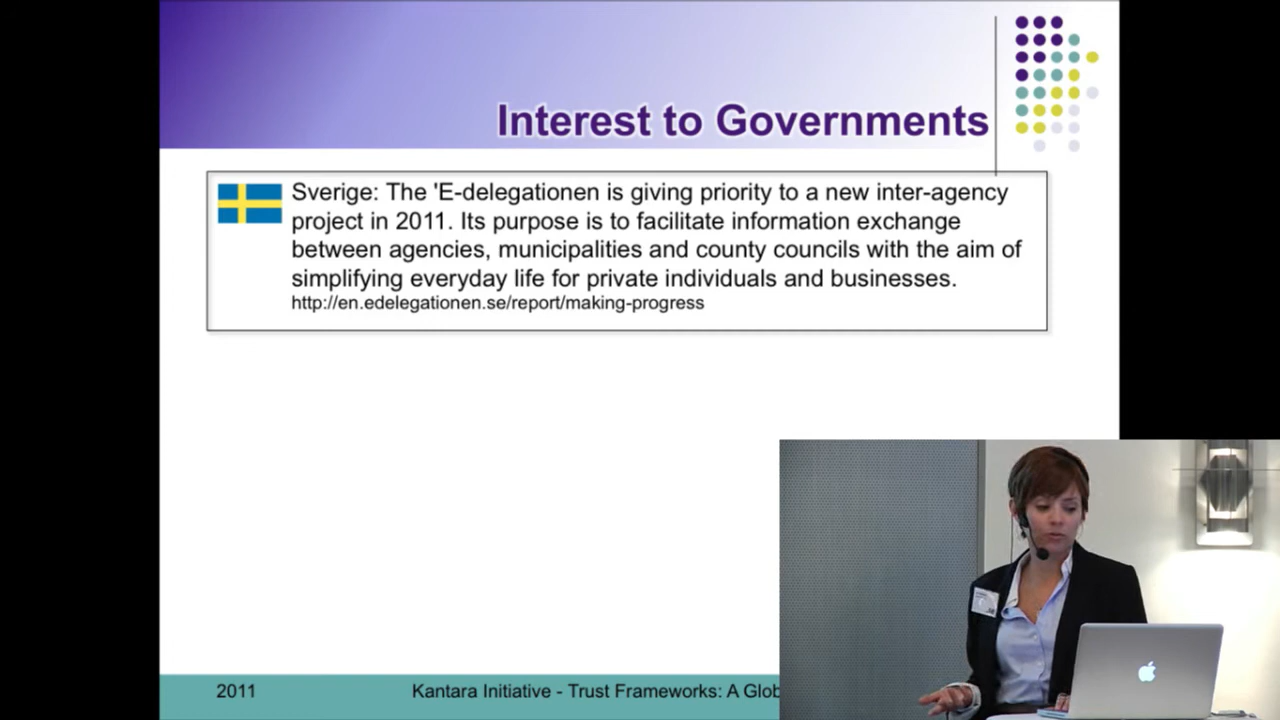 Interest to Governments
Sverige: The 'E-delegationen is giving priority to a new inter-agency
project in 2011. Its purpose is to facilitate information exchange
between agencies, municipalities and county councils with the aim of
simplifying everyday life for private individuals and businesses.
http://en.edelegationen.se/report/making-progress
2011
Kantara Initiative - Trust Frameworks: A Glob